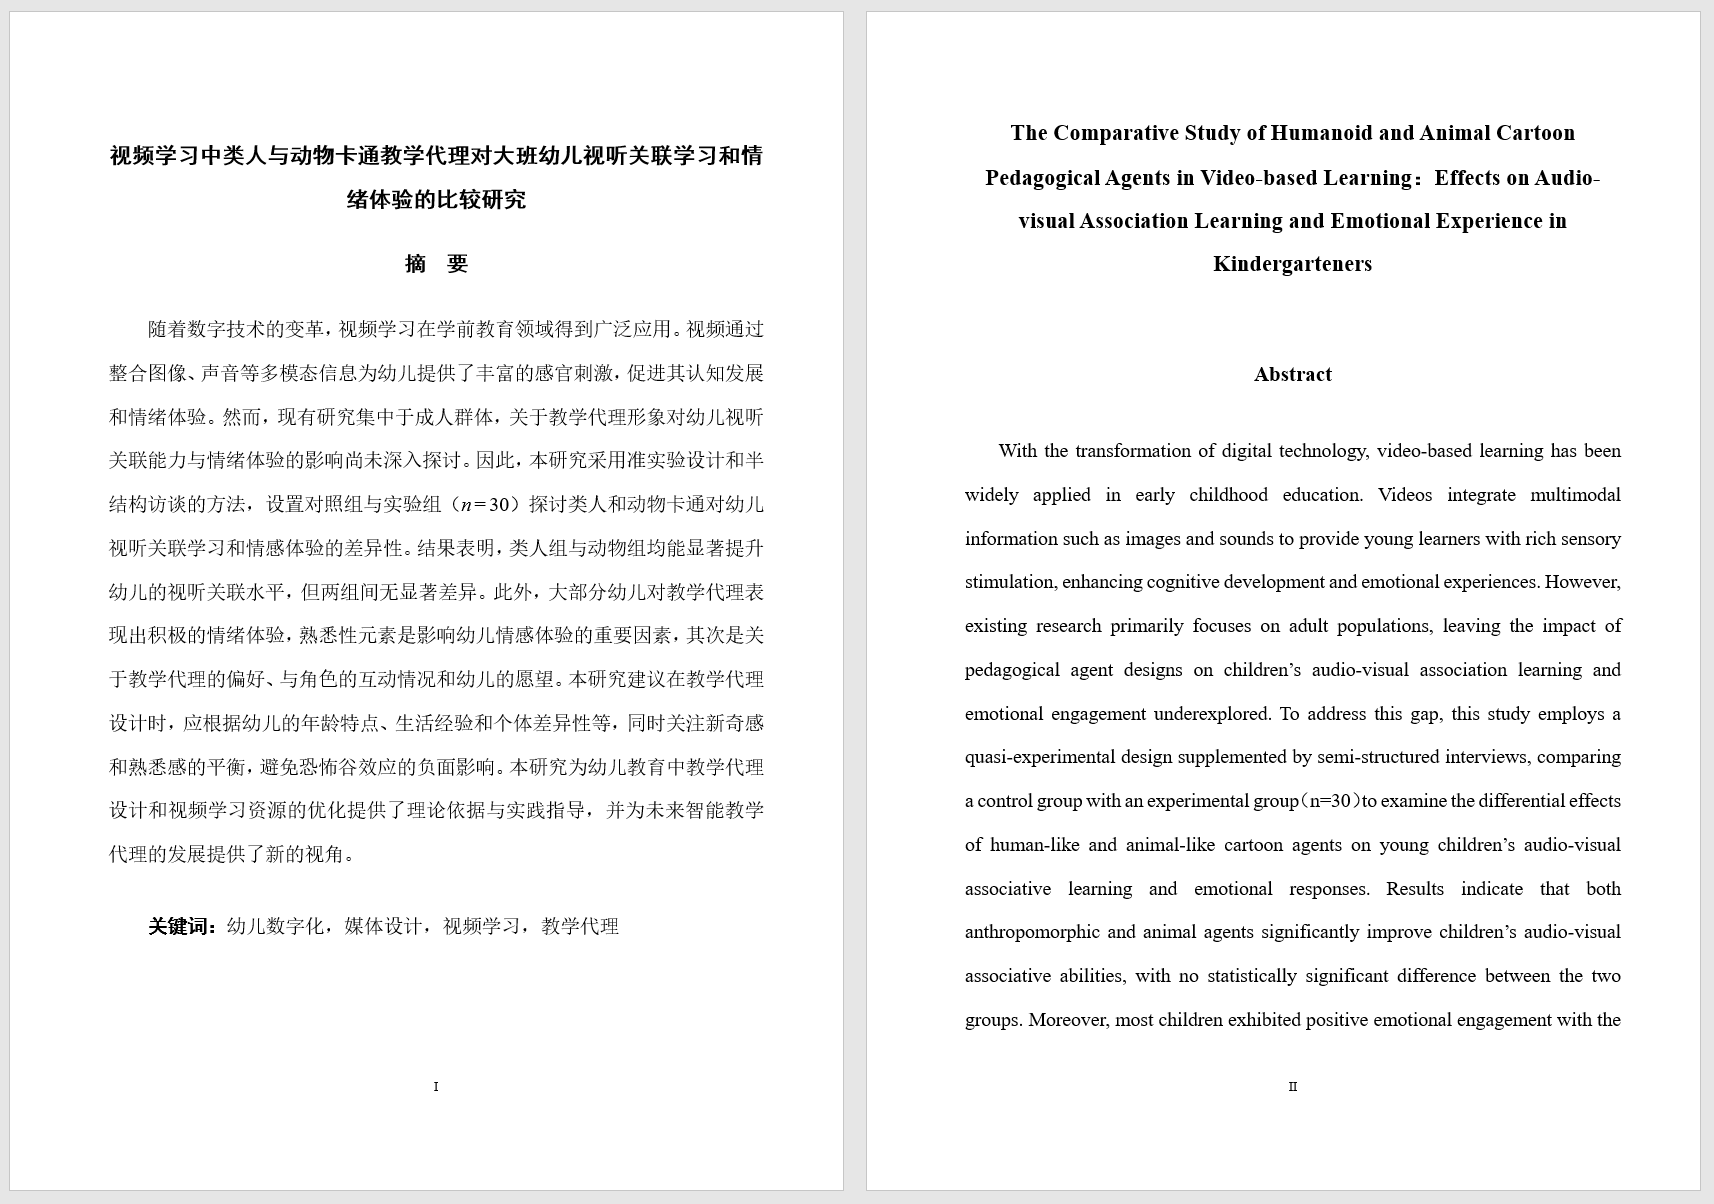 视频学习中类人与动物卡通教学代理对大班幼儿视听关联学习和情
绪体验的比较研究
摘　要
随着数字技术的变革，视频学习在学前教育领域得到广泛应用。视频通过
整合图像、声音等多模态信息为幼儿提供了丰富的感官刺激，促进其认知发展
和情绪体验。然而，现有研究集中于成人群体，关于教学代理形象对幼儿视听
关联能力与情绪体验的影响尚未深入探讨。因此，本研究采用准实验设计和半
结构访谈的方法，设置对照组与实验组（n=30）探讨类人和动物卡通对幼儿
视听关联学习和情感体验的差异性。结果表明，类人组与动物组均能显著提升
幼儿的视听关联水平，但两组间无显著差异。此外，大部分幼儿对教学代理表
现出积极的情绪体验，熟悉性元素是影响幼儿情感体验的重要因素，其次是关
于教学代理的偏好、与角色的互动情况和幼儿的愿望。本研究建议在教学代理
设计时，应根据幼儿的年龄特点、生活经验和个体差异性等，同时关注新奇感
和熟悉感的平衡，避免恐怖谷效应的负面影响。本研究为幼儿教育中教学代理
设计和视频学习资源的优化提供了理论依据与实践指导，并为未来智能教学
代理的发展提供了新的视角。
关键词：幼儿数字化，媒体设计，视频学习，教学代理
I
The Comparative Study of Humanoid and Animal Cartoon
Pedagogical Agents in Video-based Learning：Effects on Audio-
visual Association Learning and Emotional Experience in
Kindergarteners
Abstract
With the transformation of digital technology, video-based learning has been
widely applied in early childhood education. Videos integrate multimodal
information such as images and sounds to provide young learners with rich sensory
stimulation, enhancing cognitive development and emotional experiences. However,
existing research primarily focuses on adult populations, leaving the impact of
pedagogical agent designs on children’s audio-visual association learning and
emotional engagement underexplored. To address this gap, this study employs a
quasi-experimental design supplemented by semi-structured interviews, comparing
a control group with an experimental group（n=30）to examine the differential effects
of human-like and animal-like cartoon agents on young children’s audio-visual
associative learning and emotional responses. Results indicate that both
anthropomorphic and animal agents significantly improve children’s audio-visual
associative abilities, with no statistically significant difference between the two
groups. Moreover, most children exhibited positive emotional engagement with the
II